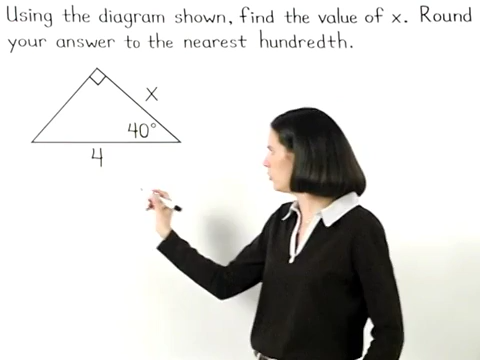 Using the diagram shown, find the value of x. Round
your answer to the nearest hundredth.
x
40°
4